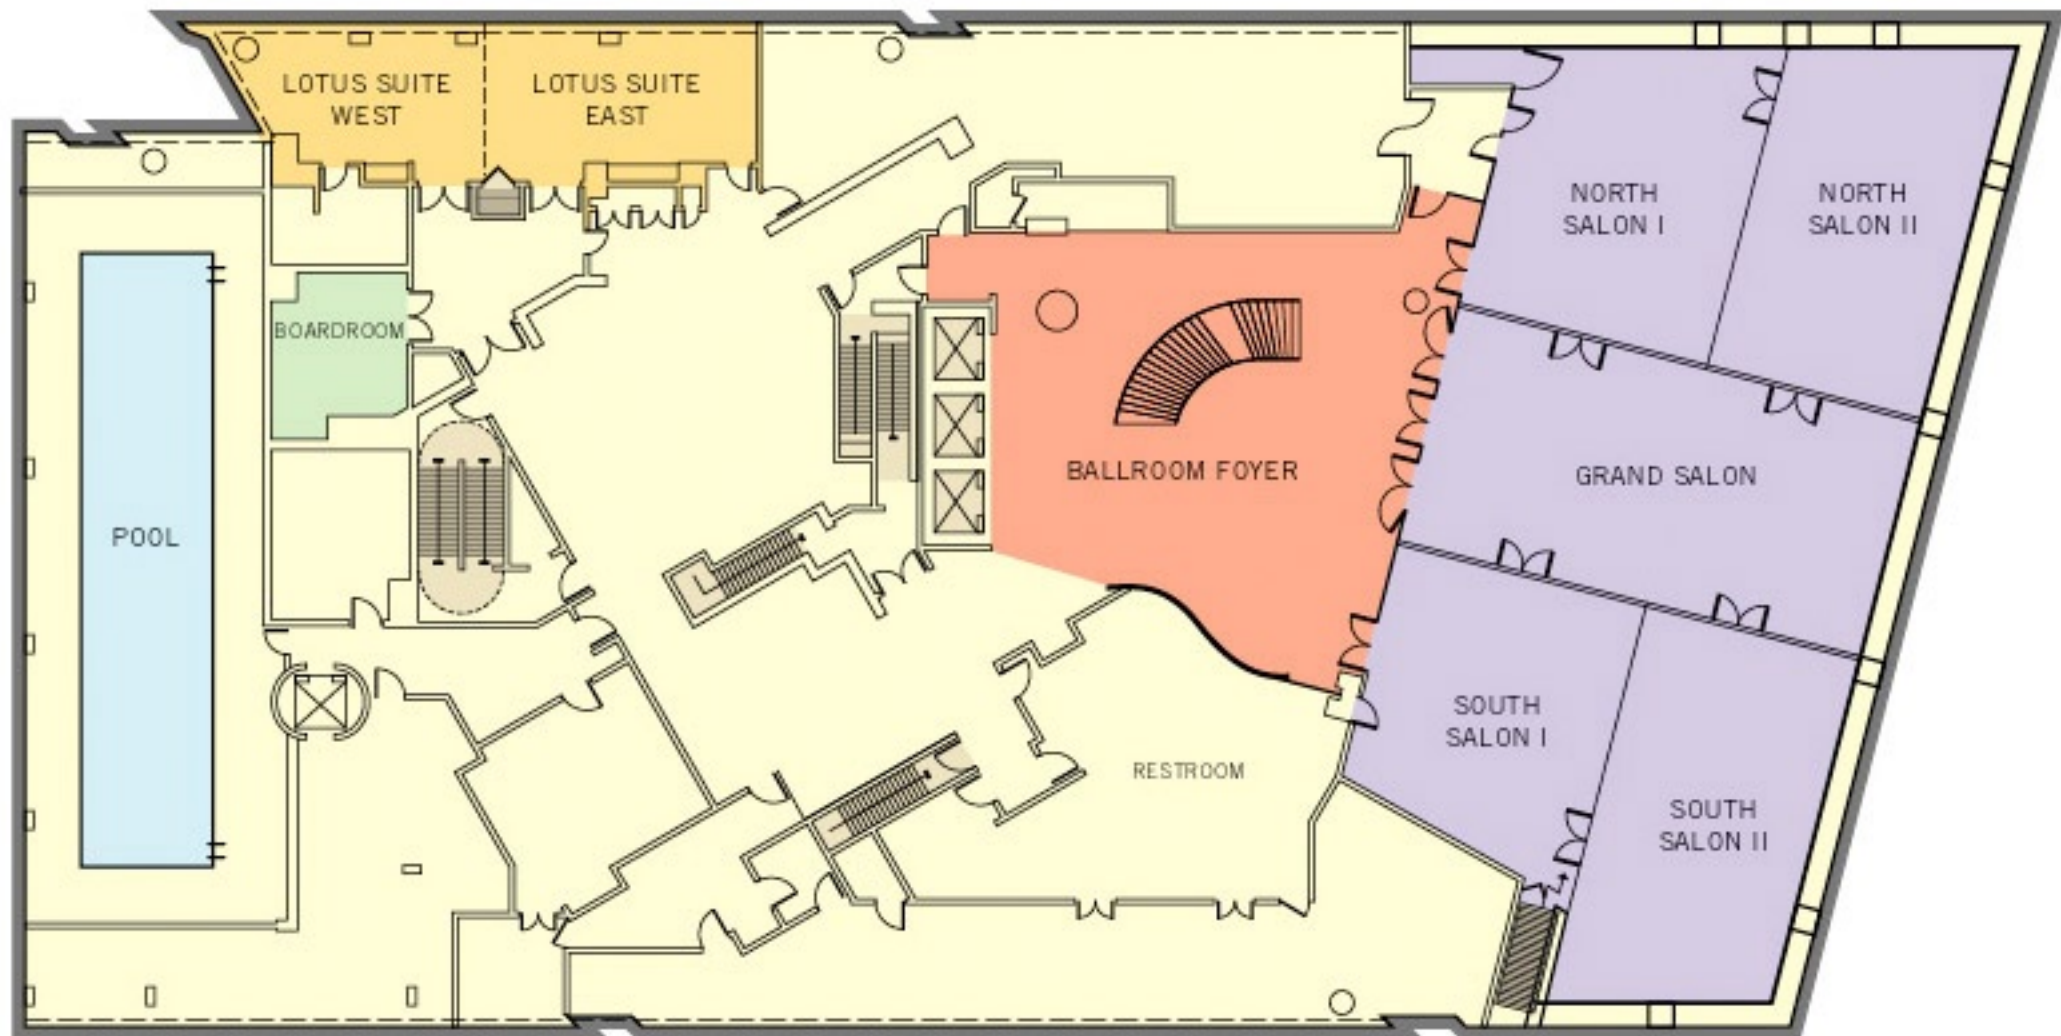 LOTUS SUITE
WEST
LOTUS SUITE
EAST
NORTH
SALON I
NORTH
SALON II
BOARDROOM
BALLROOM FOYER
GRAND SALON
POOL
SOUTH
SALON I
RESTROOM
SOUTH
SALON II